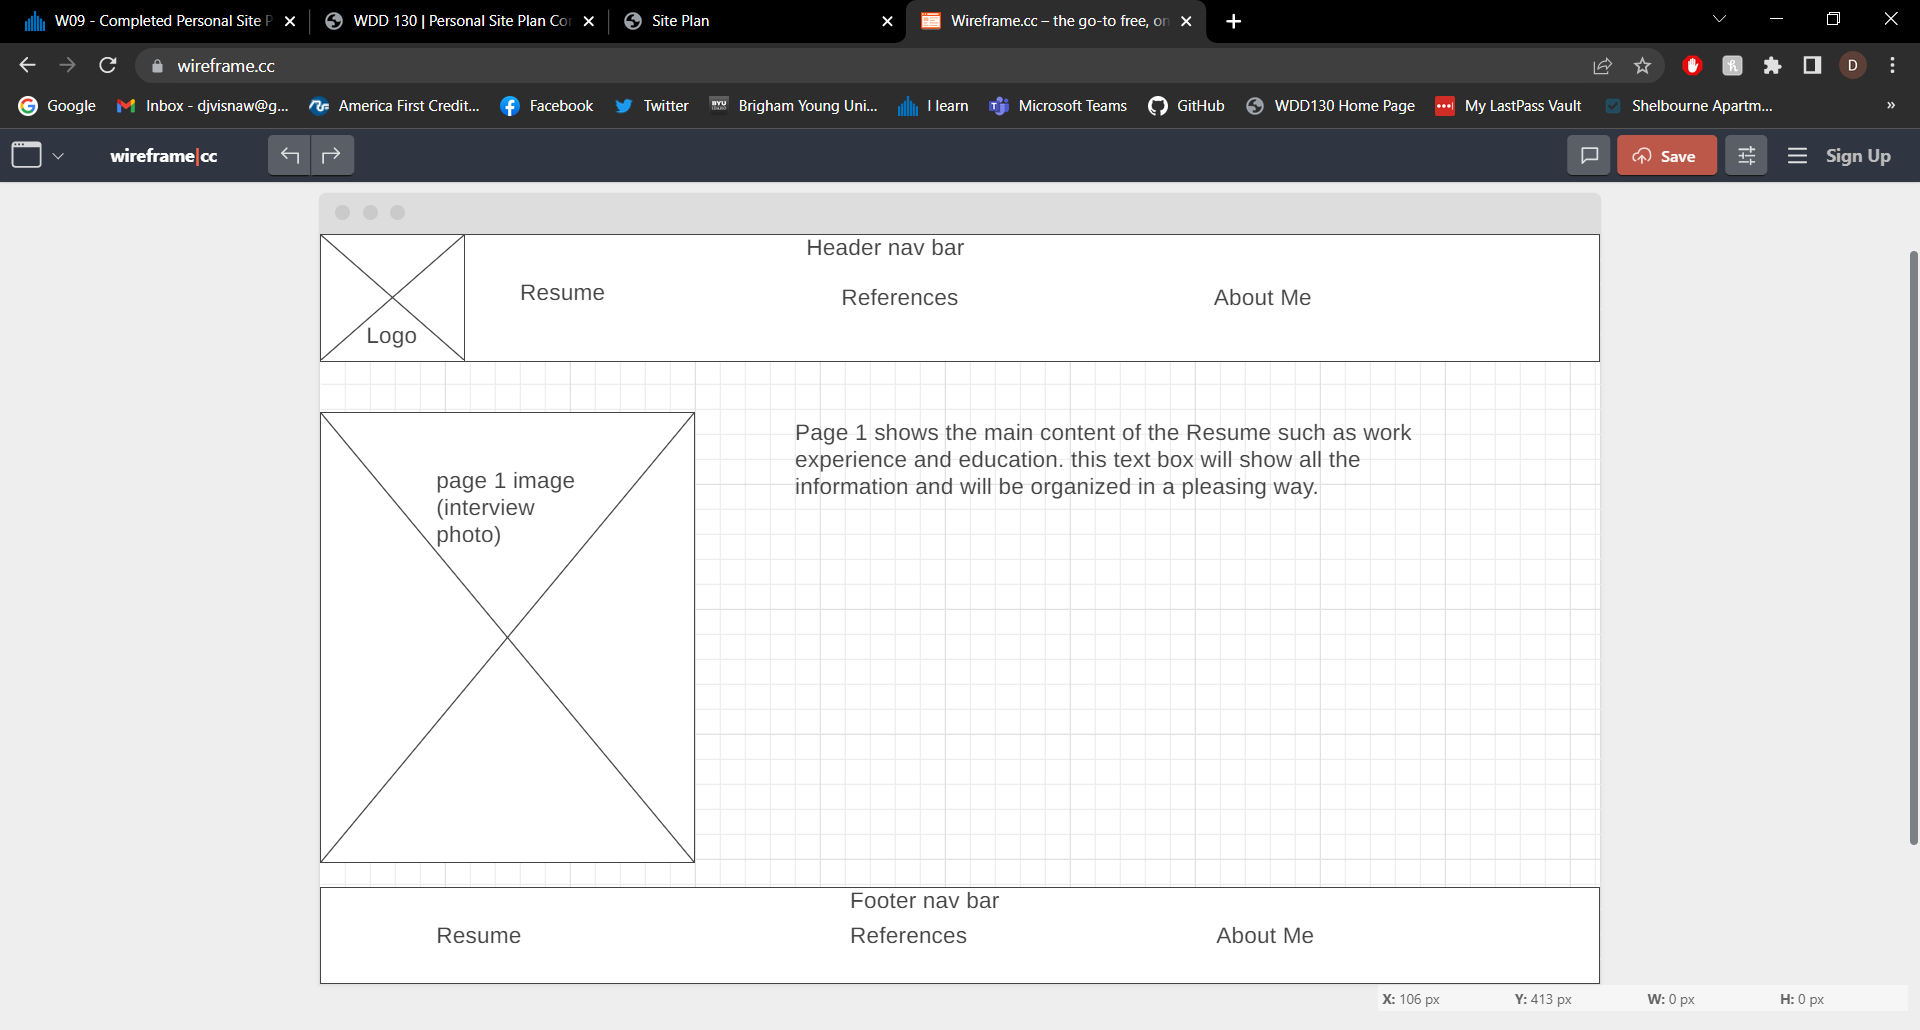 W09 - Completed Personal Site P
WDD 130 | Personal Site Plan Co
Site Plan
Wireframe.cc – the go-to free, on
wireframe.cc
D
Google
Inbox - djvisnaw@g...
America First Credit...
Facebook
Twitter
BYU
Brigham Young Uni...
I learn
Microsoft Teams
GitHub
WDD130 Home Page
My LastPass Vault
Shelbourne Apartm...
»
wireframe|cc
Save
Sign Up
Header nav bar
Resume
References
About Me
Logo
page 1 image
(interview
photo)
Page 1 shows the main content of the Resume such as work
experience and education. this text box will show all the
information and will be organized in a pleasing way.
Footer nav bar
Resume
References
About Me
X: 106 px
Y: 413 px
W: 0 px
H: 0 px